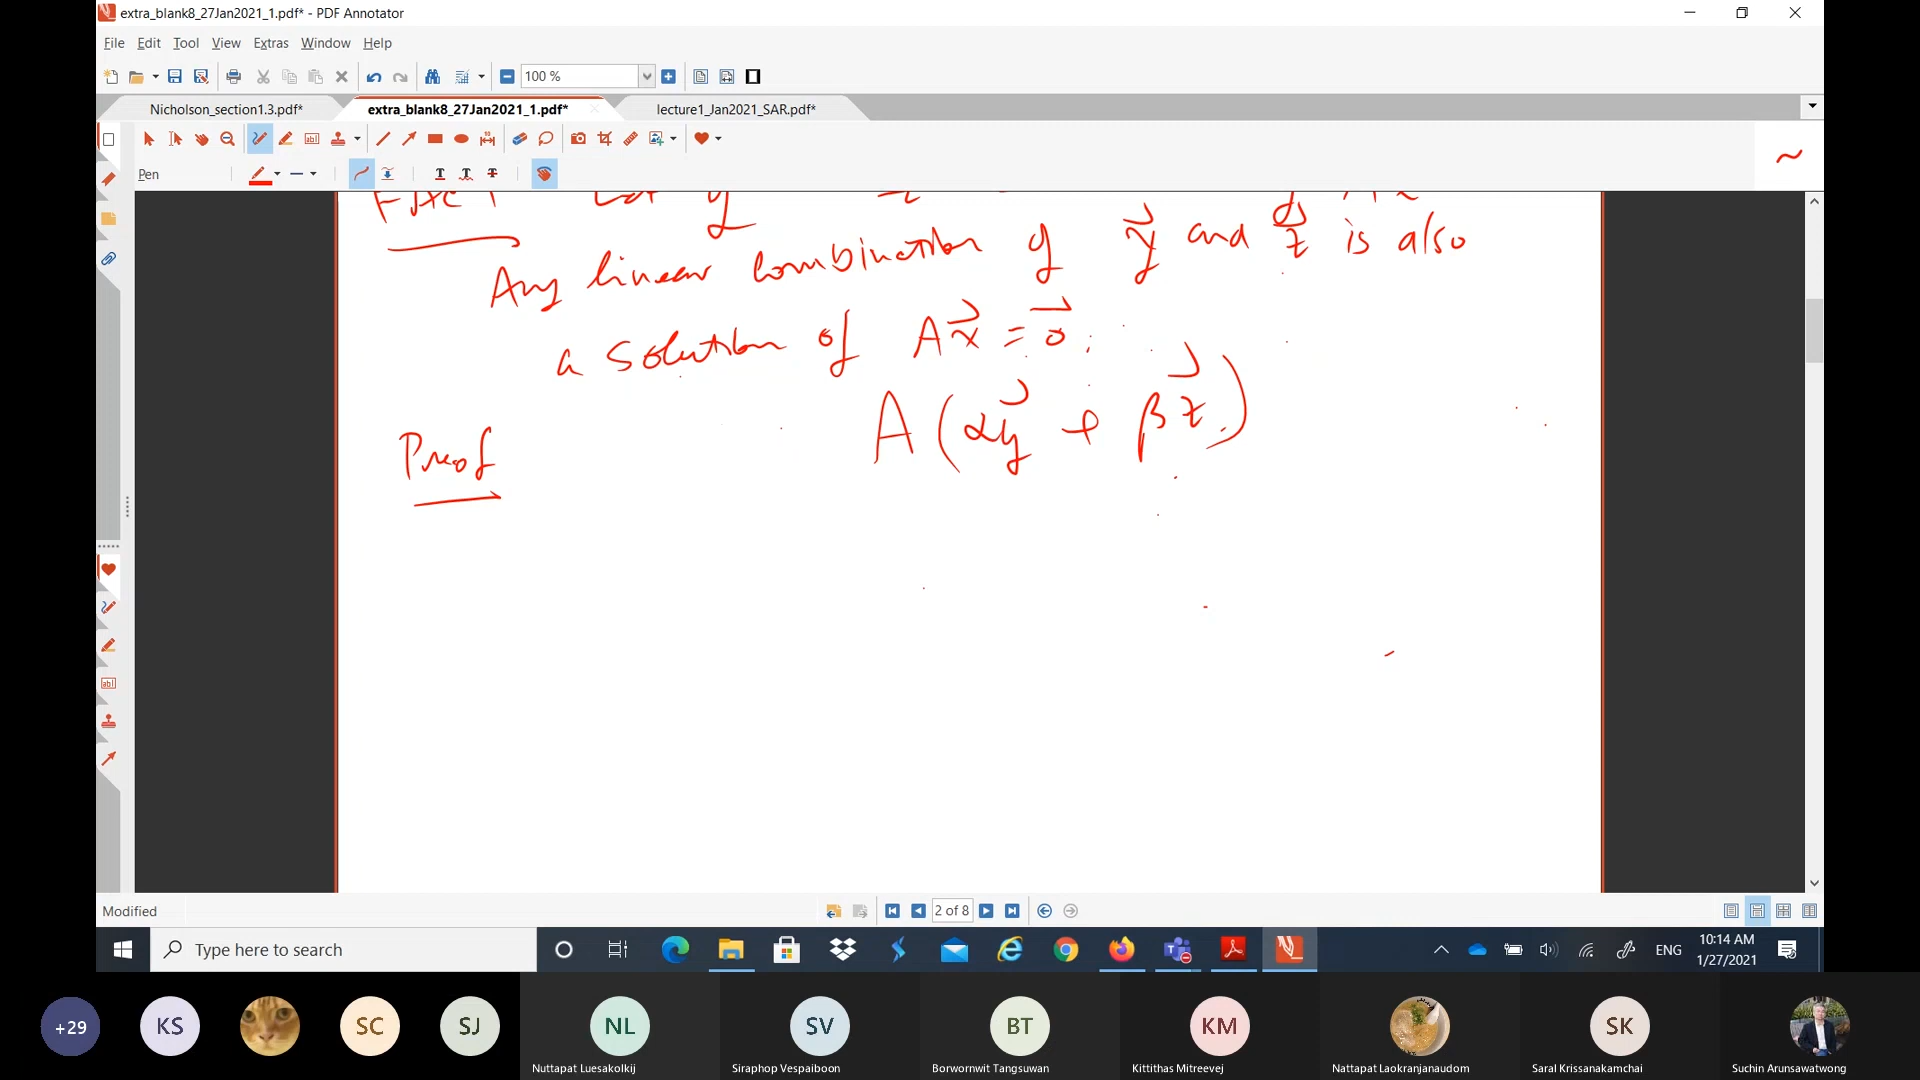 extra_blank8_27Jan2021_1.pdf* - PDF Annotator
File Edit Tool View Extras Window Help
100 %
Nicholson_section1.3.pdf* extra_blank8_27Jan2021_1.pdf* lecture1_Jan2021_SAR.pdf*
Pen
Any linear combination of y⃗ and z⃗ is also
a solution of Ax⃗ = 0⃗.
A(αy⃗ + βz⃗)
Proof
Modified 2 of 8
Type here to search ENG 10:14 AM
1/27/2021
+29 KS SC SJ NL SV BT KM SK
Nuttapat Luesakolkij Siraphop Vespaiboon Borwornwit Tangsuwan Kittithas Mitreevej Nattapat Laokranjanaudom Saral Krissanakamchai Suchin Arunsawatwong